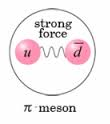 strong
force
u d̅
π-meson